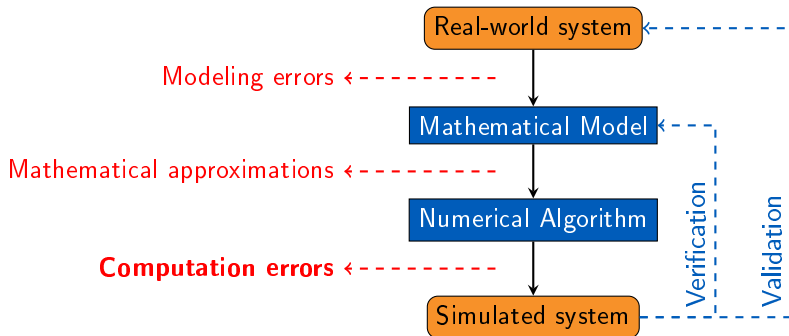 Real-world system
Modeling errors
Mathematical Model
Mathematical approximations
Numerical Algorithm
Verification
Validation
Computation errors
Simulated system